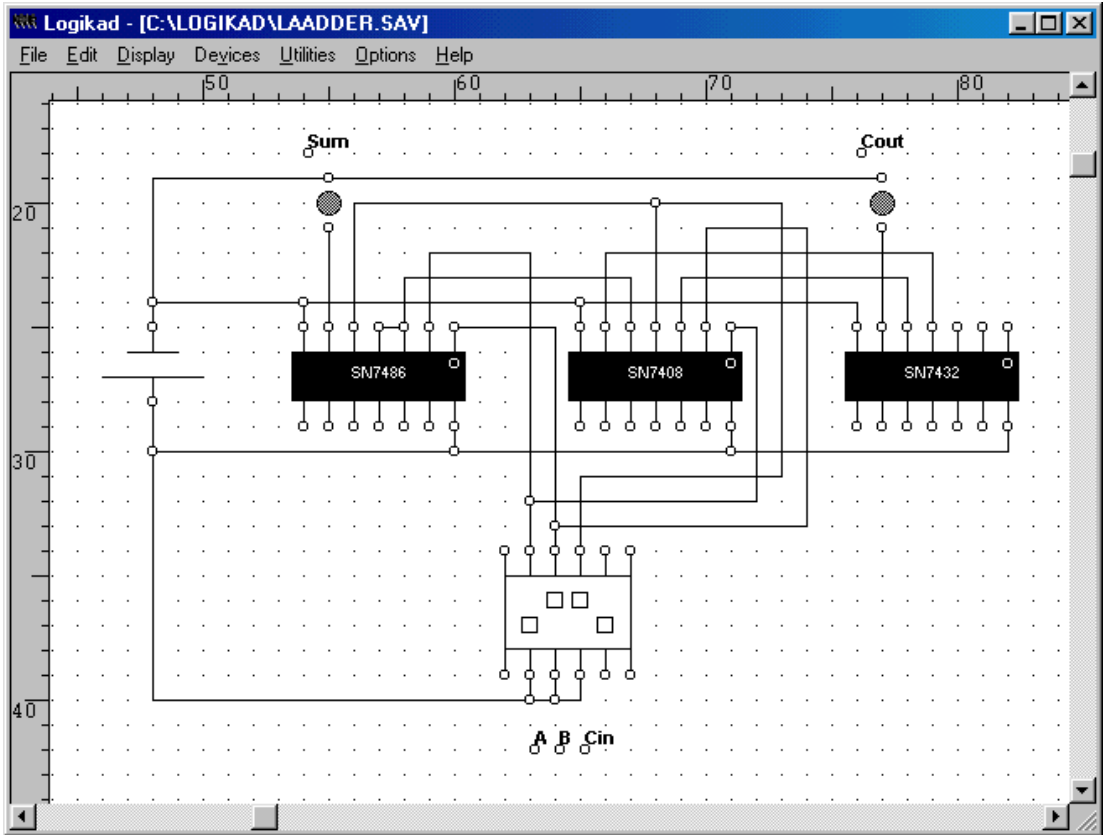 Logikad - [C:\LOGIKAD\LAADDER.SAV]
File Edit Display Devices Utilities Options Help
50 60 70 80
Sum Cout
20
SN7486 SN7408 SN7432
30
40
A B Cin